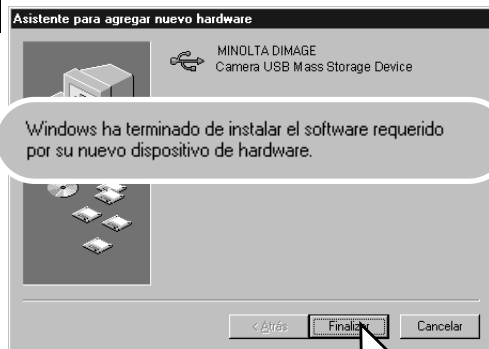 Asistente para agregar nuevo hardware
MINOLTA DIMAGE
Camera USB Mass Storage Device
Windows ha terminado de instalar el software requerido
por su nuevo dispositivo de hardware.
< Atrás
Finalizar
Cancelar